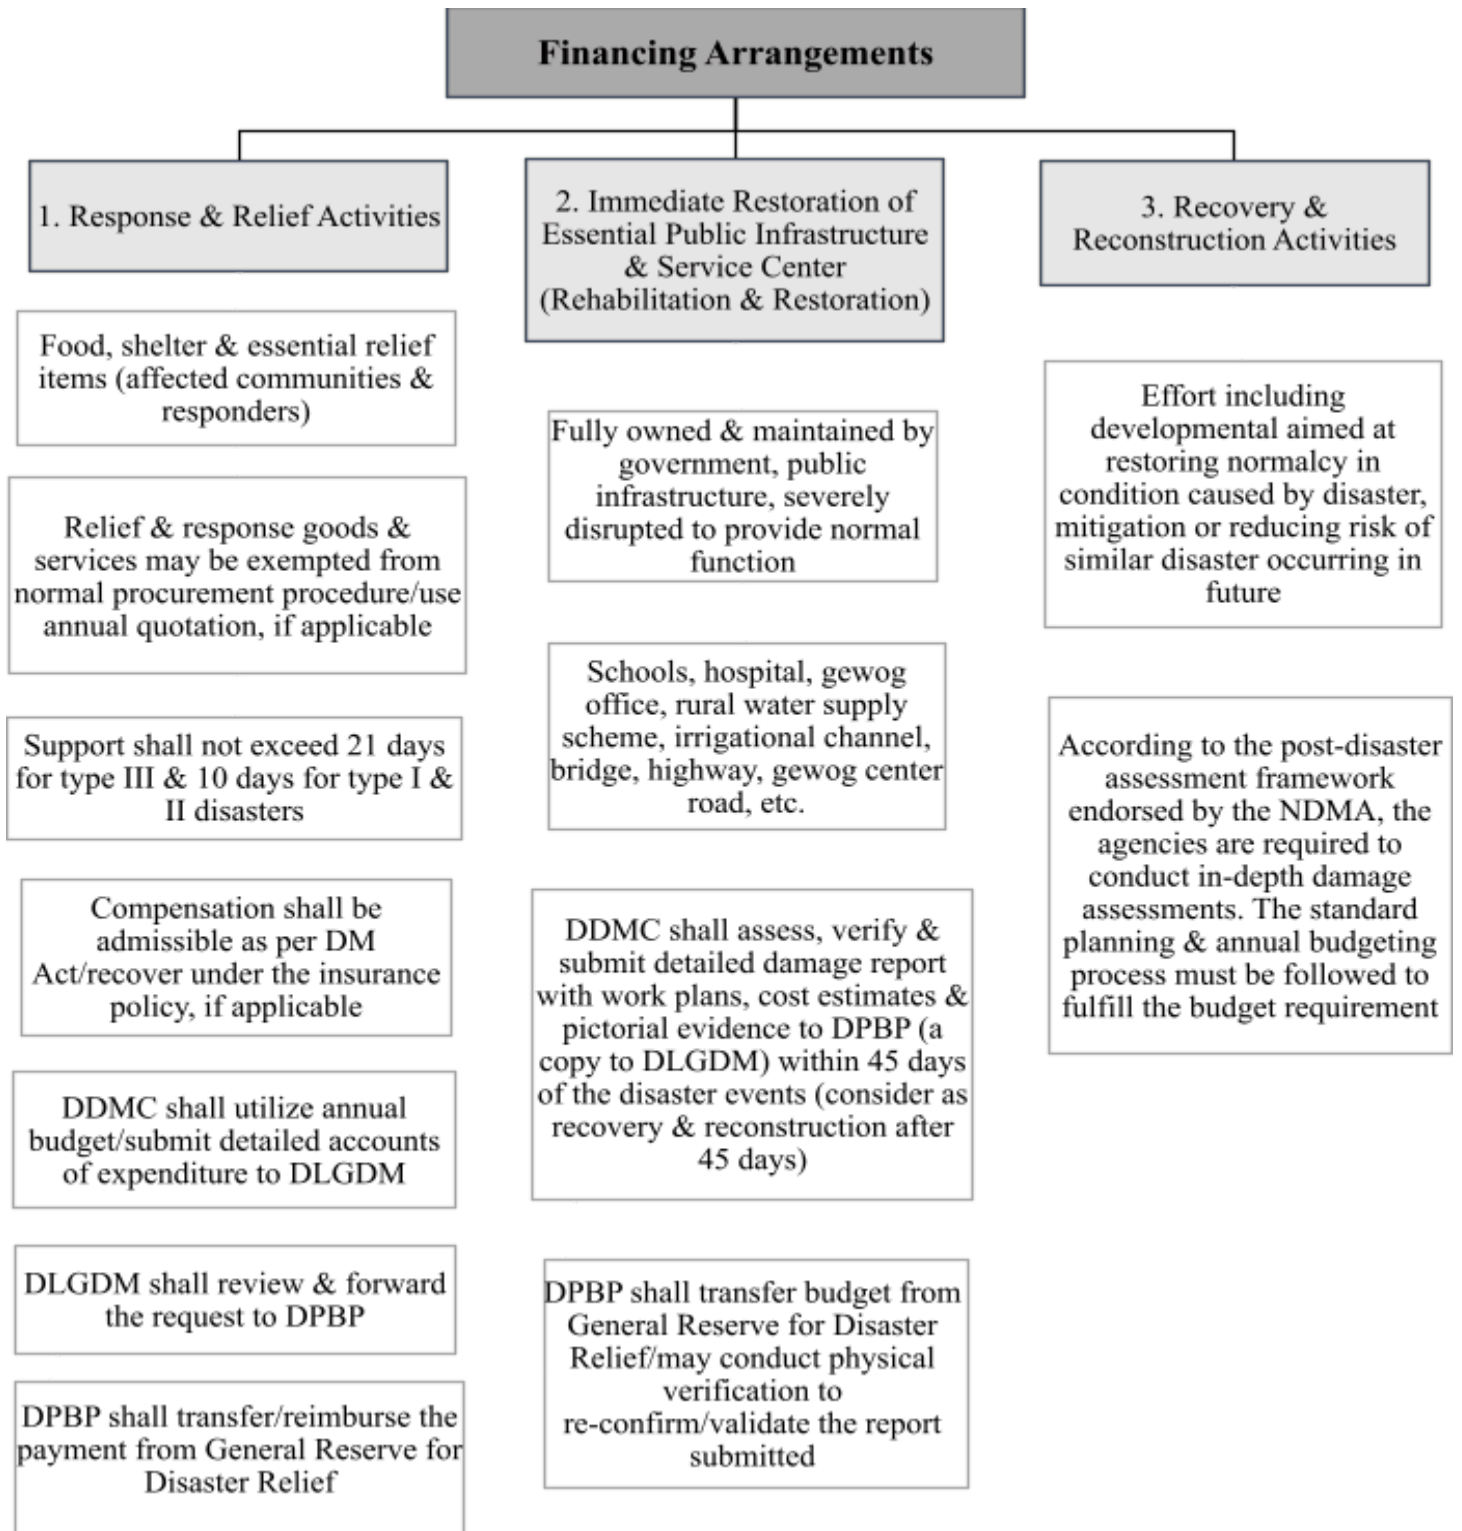 Financing Arrangements
1. Response & Relief Activities
Food, shelter & essential relief
items (affected communities &
responders)
Relief & response goods &
services may be exempted from
normal procurement procedure/use
annual quotation, if applicable
Support shall not exceed 21 days
for type III & 10 days for type I &
II disasters
Compensation shall be
admissible as per DM
Act/recover under the insurance
policy, if applicable
DDMC shall utilize annual
budget/submit detailed accounts
of expenditure to DLGDM
DLGDM shall review & forward
the request to DPBP
DPBP shall transfer/reimburse the
payment from General Reserve for
Disaster Relief
2. Immediate Restoration of
Essential Public Infrastructure
& Service Center
(Rehabilitation & Restoration)
Fully owned & maintained by
government, public
infrastructure, severely
disrupted to provide normal
function
Schools, hospital, gewog
office, rural water supply
scheme, irrigational channel,
bridge, highway, gewog center
road, etc.
DDMC shall assess, verify &
submit detailed damage report
with work plans, cost estimates &
pictorial evidence to DPBP (a
copy to DLGDM) within 45 days
of the disaster events (consider as
recovery & reconstruction after
45 days)
DPBP shall transfer budget from
General Reserve for Disaster
Relief/may conduct physical
verification to
re-confirm/validate the report
submitted
3. Recovery &
Reconstruction Activities
Effort including
developmental aimed at
restoring normalcy in
condition caused by disaster,
mitigation or reducing risk of
similar disaster occurring in
future
According to the post-disaster
assessment framework
endorsed by the NDMA, the
agencies are required to
conduct in-depth damage
assessments. The standard
planning & annual budgeting
process must be followed to
fulfill the budget requirement